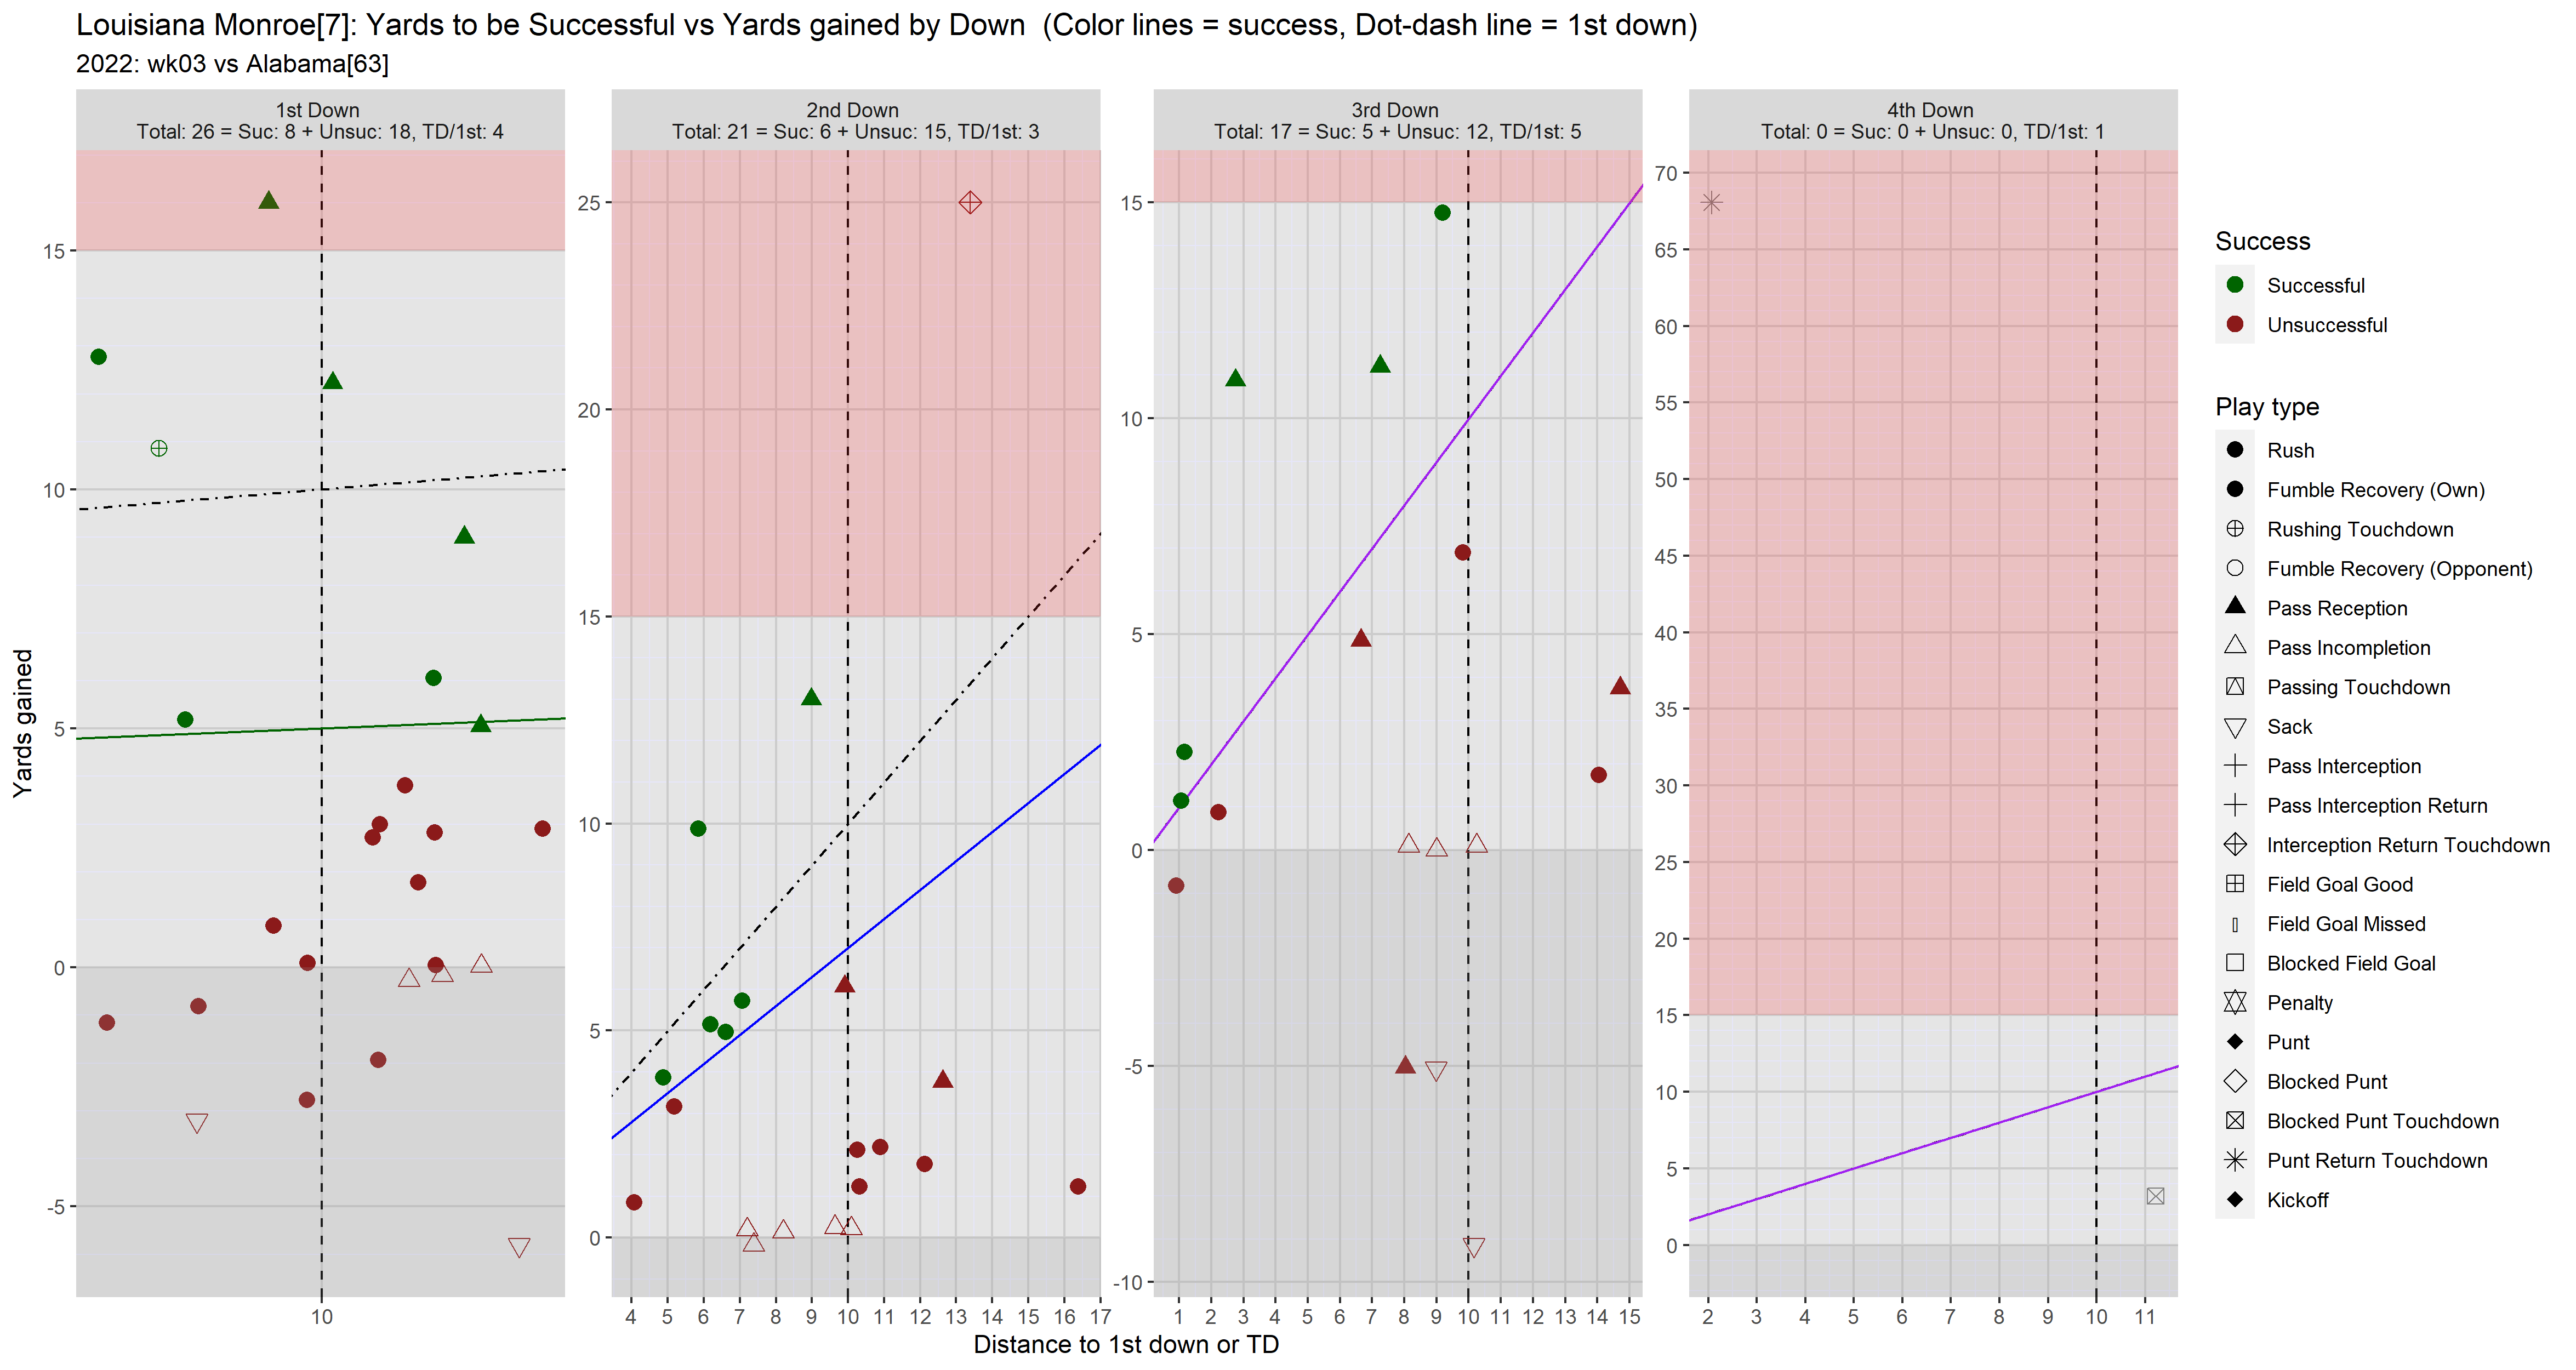 Louisiana Monroe[7]: Yards to be Successful vs Yards gained by Down  (Color lines = success, Dot-dash line = 1st down)
2022: wk03 vs Alabama[63]
1st Down
Total: 26 = Suc: 8 + Unsuc: 18, TD/1st: 4
2nd Down
Total: 21 = Suc: 6 + Unsuc: 15, TD/1st: 3
3rd Down
Total: 17 = Suc: 5 + Unsuc: 12, TD/1st: 5
4th Down
Total: 0 = Suc: 0 + Unsuc: 0, TD/1st: 1
Yards gained
15
10
5
0
-5
10
25
20
15
10
5
0
4 5 6 7 8 9 10 11 12 13 14 15 16 17
15
10
5
0
-5
-10
1 2 3 4 5 6 7 8 9 10 11 12 13 14 15
70
65
60
55
50
45
40
35
30
25
20
15
10
5
0
2 3 4 5 6 7 8 9 10 11
Distance to 1st down or TD
Success
Successful
Unsuccessful
Play type
Rush
Fumble Recovery (Own)
Rushing Touchdown
Fumble Recovery (Opponent)
Pass Reception
Pass Incompletion
Passing Touchdown
Sack
Pass Interception
Pass Interception Return
Interception Return Touchdown
Field Goal Good
Field Goal Missed
Blocked Field Goal
Penalty
Punt
Blocked Punt
Blocked Punt Touchdown
Punt Return Touchdown
Kickoff